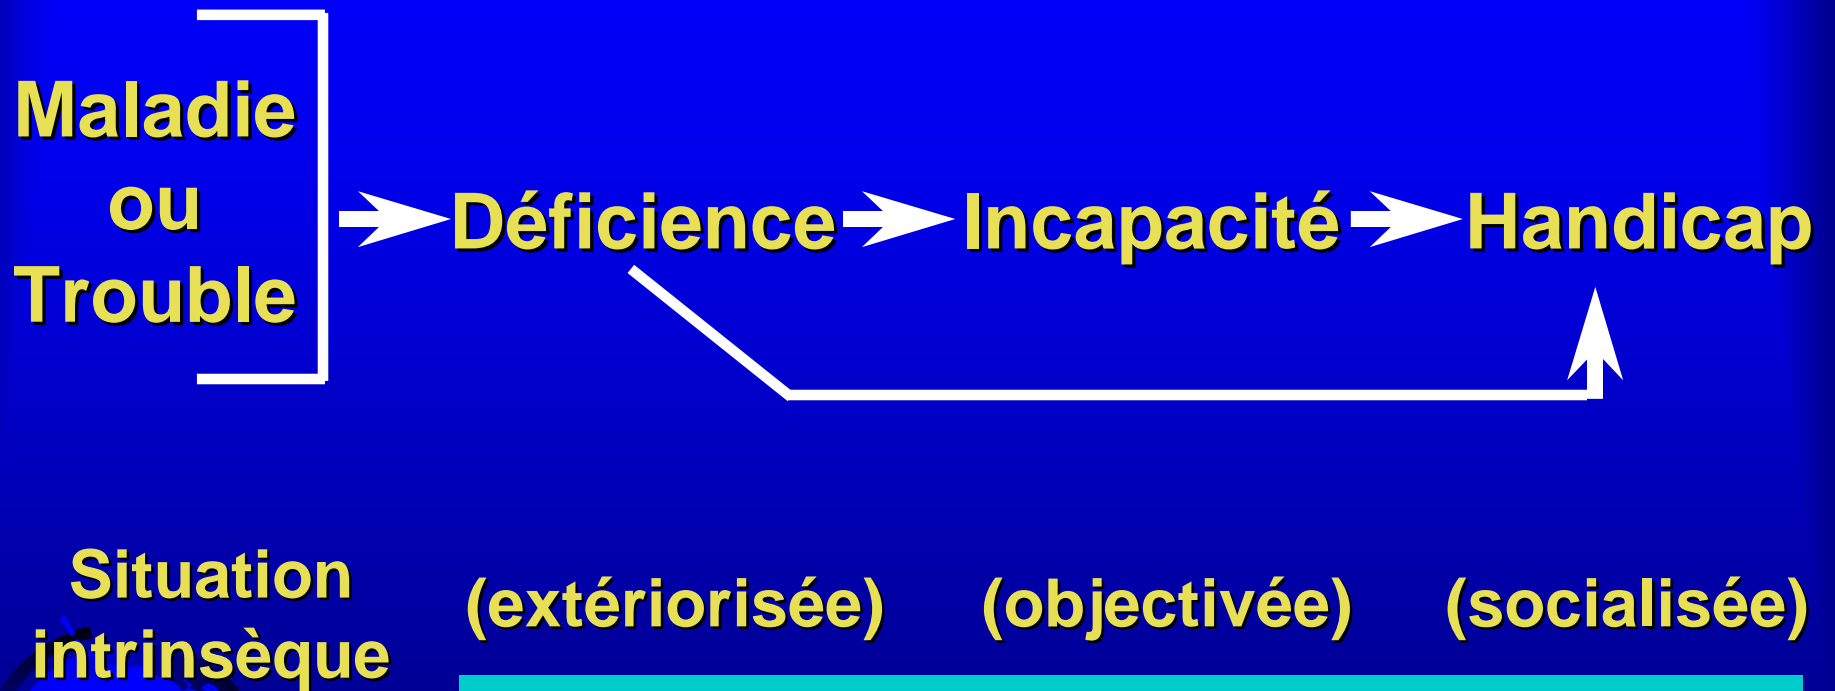 Maladie
ou
Trouble
Déficience Incapacité Handicap
Situation
intrinsèque
(extériorisée) (objectivée) (socialisée)